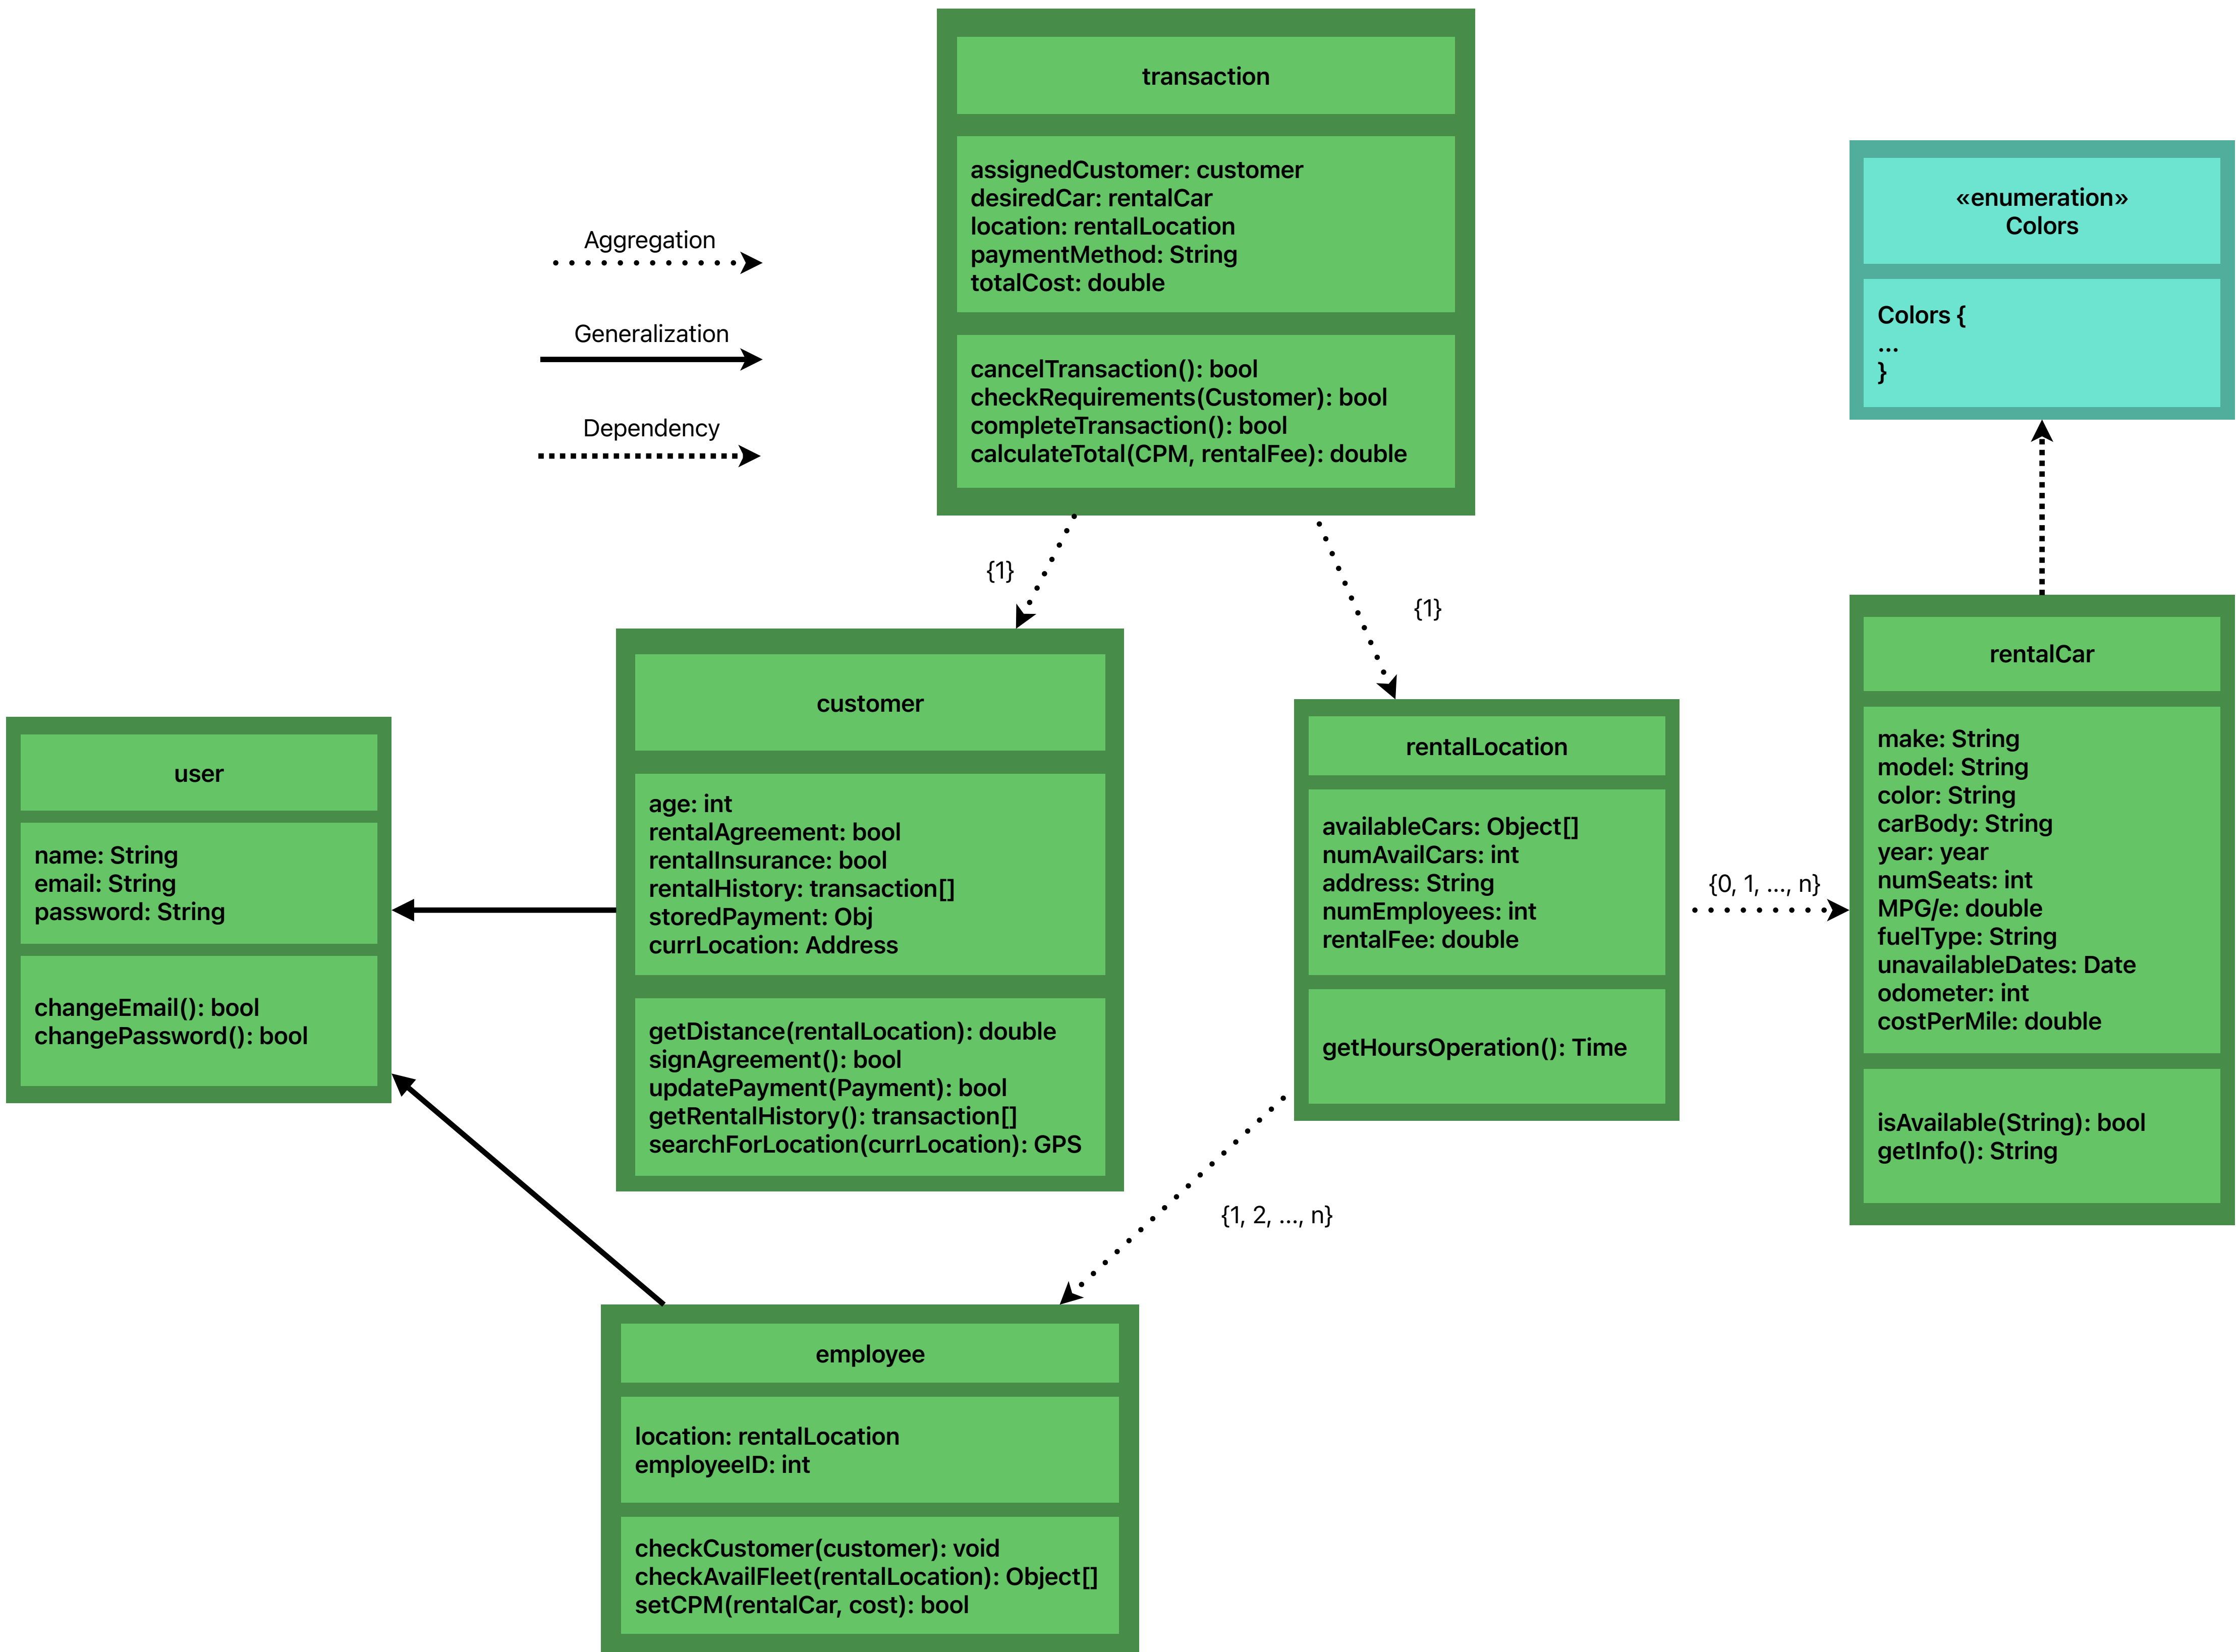 transaction
assignedCustomer: customer
desiredCar: rentalCar
location: rentalLocation
paymentMethod: String
totalCost: double
cancelTransaction(): bool
checkRequirements(Customer): bool
completeTransaction(): bool
calculateTotal(CPM, rentalFee): double
Aggregation
Generalization
Dependency
«enumeration»
Colors
Colors {
...
}
{1}
{1}
user
name: String
email: String
password: String
changeEmail(): bool
changePassword(): bool
customer
age: int
rentalAgreement: bool
rentalInsurance: bool
rentalHistory: transaction[]
storedPayment: Obj
currLocation: Address
getDistance(rentalLocation): double
signAgreement(): bool
updatePayment(Payment): bool
getRentalHistory(): transaction[]
searchForLocation(currLocation): GPS
rentalLocation
availableCars: Object[]
numAvailCars: int
address: String
numEmployees: int
rentalFee: double
getHoursOperation(): Time
{0, 1, ..., n}
rentalCar
make: String
model: String
color: String
carBody: String
year: year
numSeats: int
MPG/e: double
fuelType: String
unavailableDates: Date
odometer: int
costPerMile: double
isAvailable(String): bool
getInfo(): String
{1, 2, ..., n}
employee
location: rentalLocation
employeeID: int
checkCustomer(customer): void
checkAvailFleet(rentalLocation): Object[]
setCPM(rentalCar, cost): bool